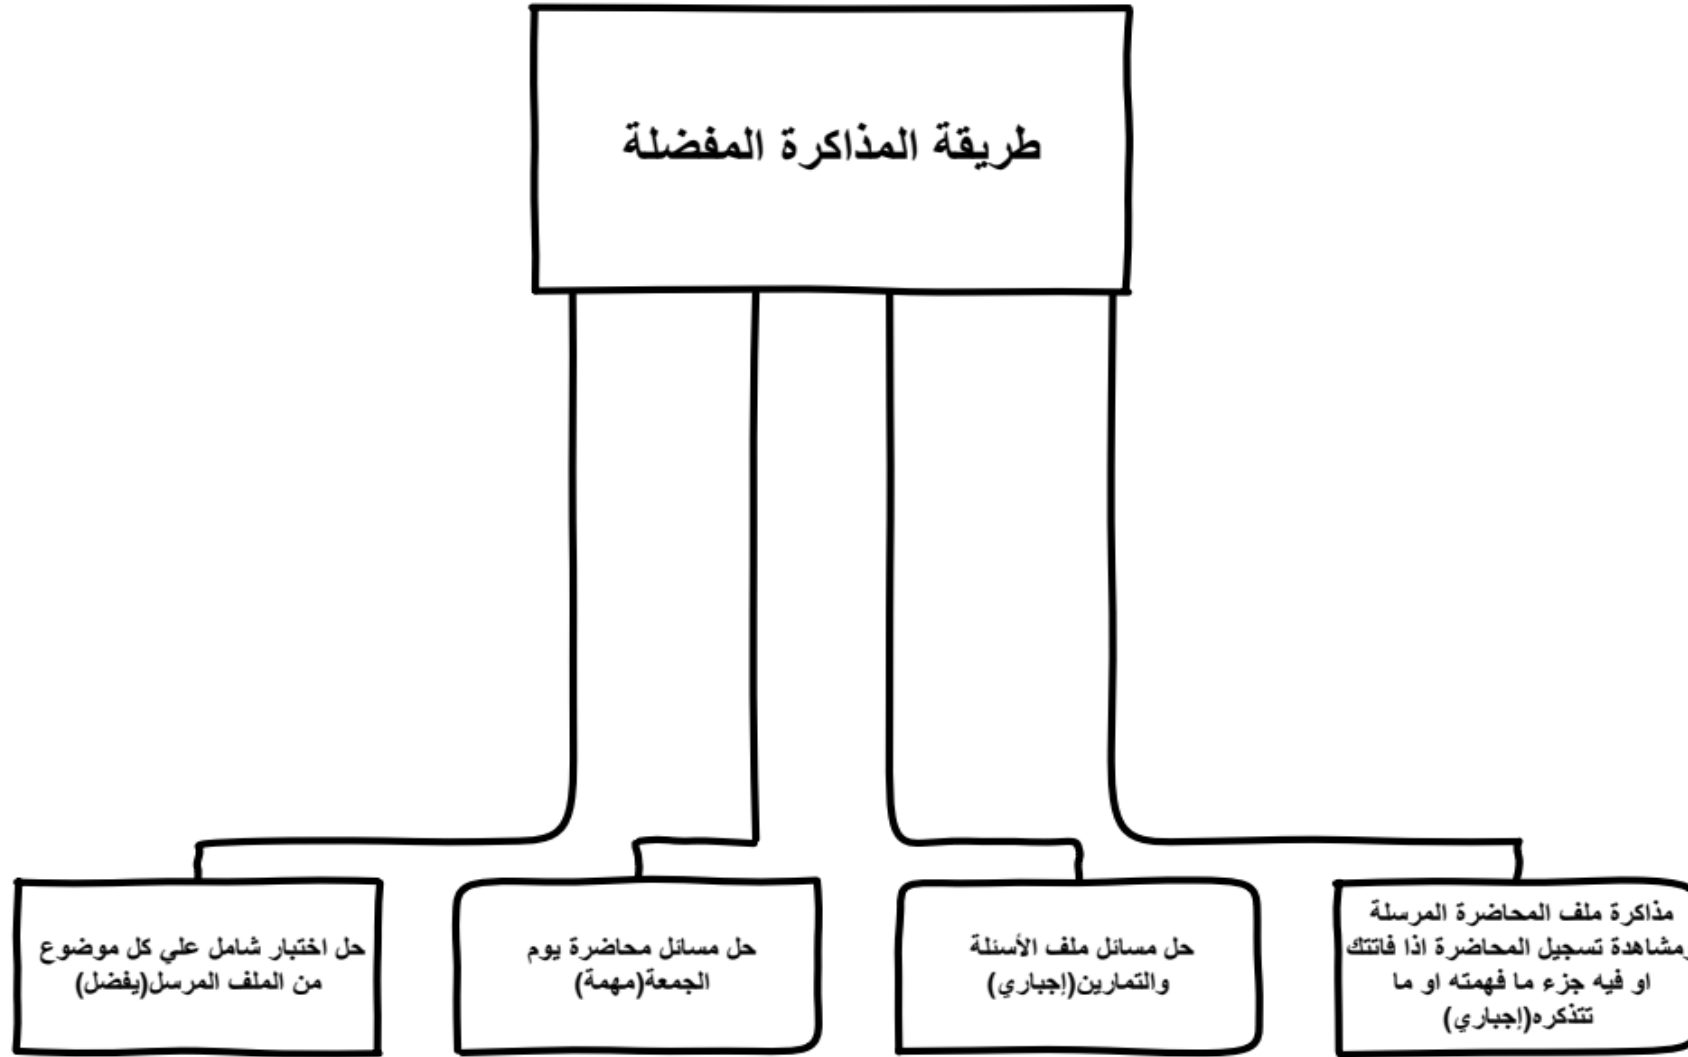 طريقة المذاكرة المفضلة
مذاكرة ملف المحاضرة المرسلة
ومشاهدة تسجيل المحاضرة اذا فاتتك
او فيه جزء ما فهمته او ما
تتذكره(إجباري)
حل مسائل ملف الأسئلة
والتمارين(إجباري)
حل مسائل محاضرة يوم
الجمعة(مهمة)
حل اختبار شامل علي كل موضوع
من الملف المرسل(يفضل)